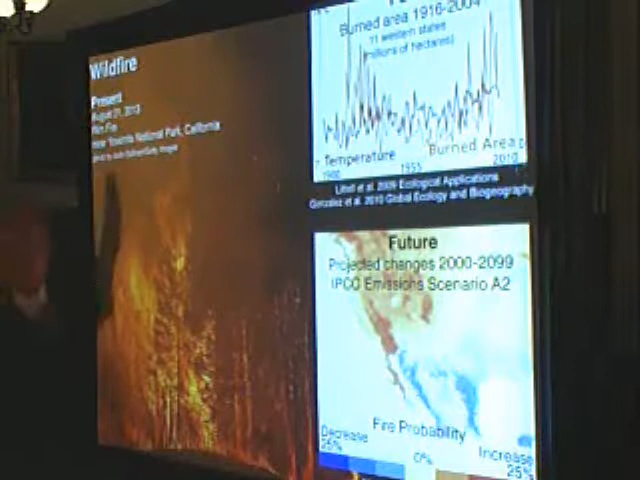 Wildfire
Present
August 21, 2013
Rim Fire
near Yosemite National Park, California
Burned area 1916-2004
11 western states
(millions of hectares)
Temperature
Burned Area
1900
1955
2010
Littell et al. 2009 Ecological Applications
Gonzalez et al. 2010 Global Ecology and Biogeography
Future
Projected changes 2000-2099
IPCC Emissions Scenario A2
Fire Probability
Decrease
25%
0%
Increase
25%